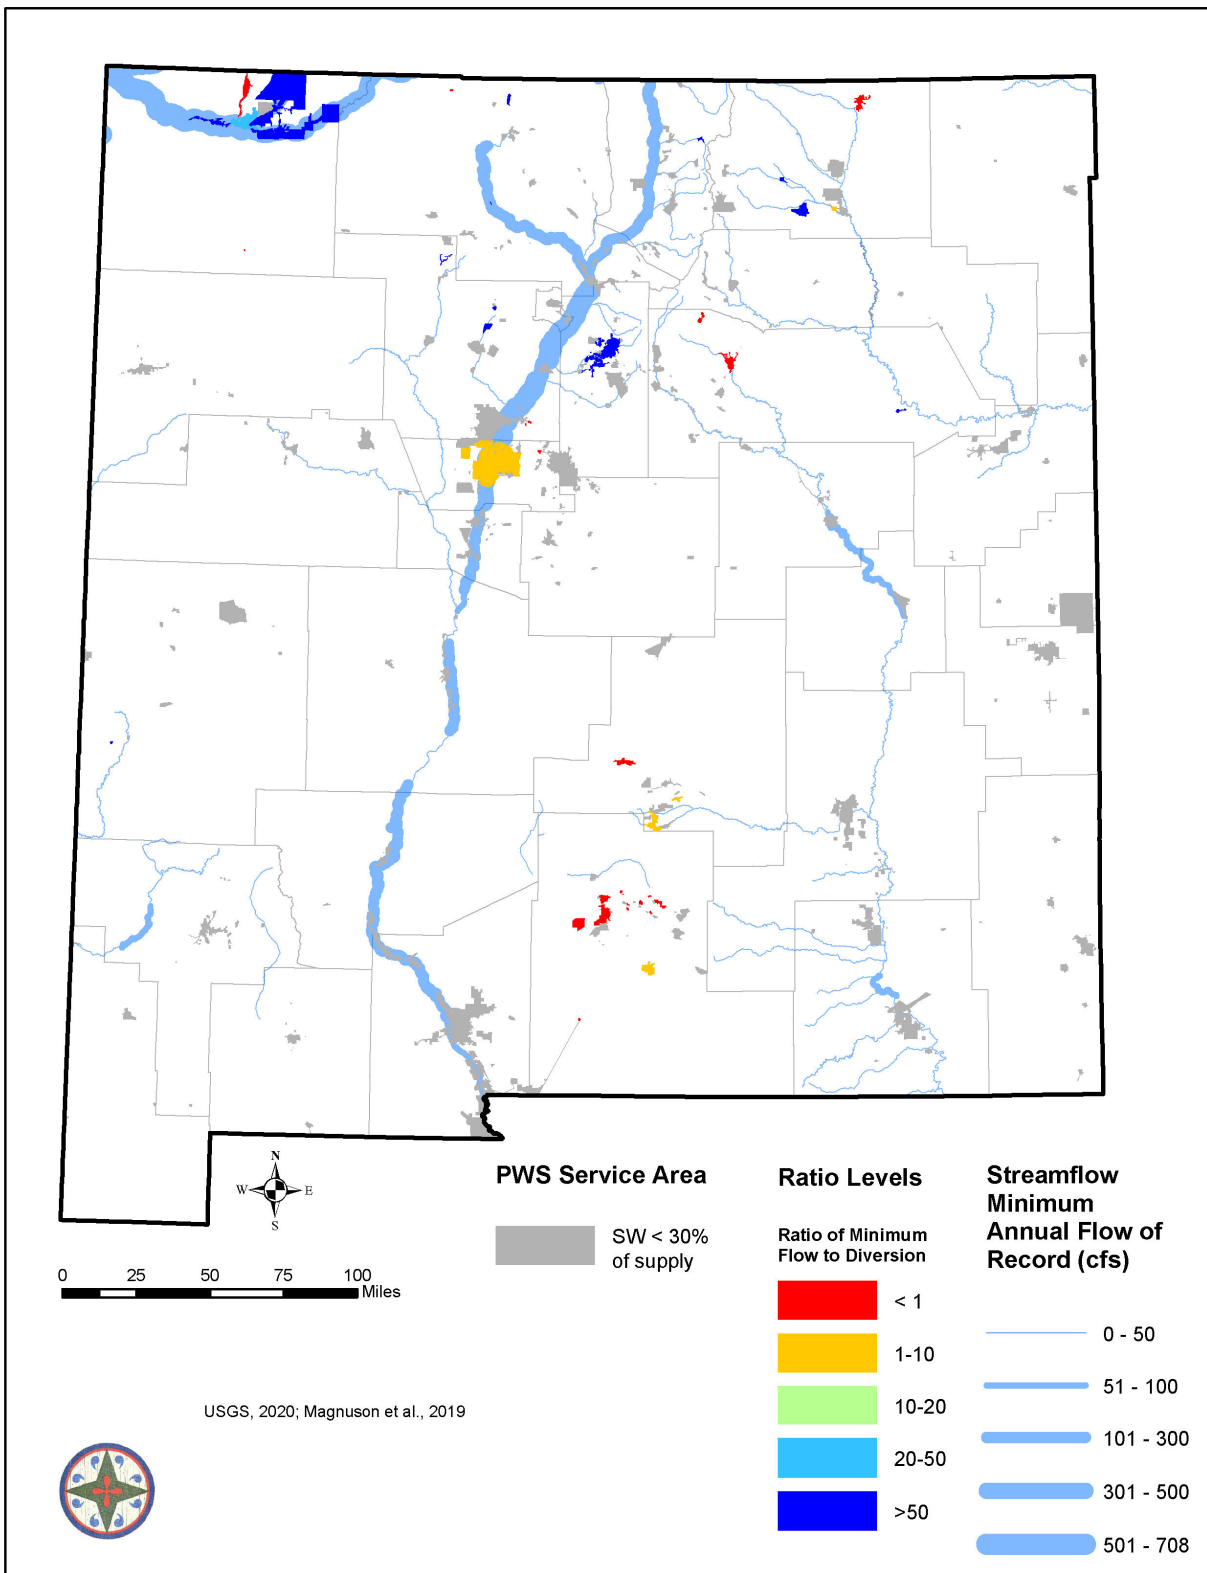 N
W
E
S
0 25 50 75 100
Miles
USGS, 2020; Magnuson et al., 2019
PWS Service Area
SW < 30%
of supply
Ratio Levels
Ratio of Minimum
Flow to Diversion
< 1
1-10
10-20
20-50
>50
Streamflow
Minimum
Annual Flow of
Record (cfs)
0 - 50
51 - 100
101 - 300
301 - 500
501 - 708